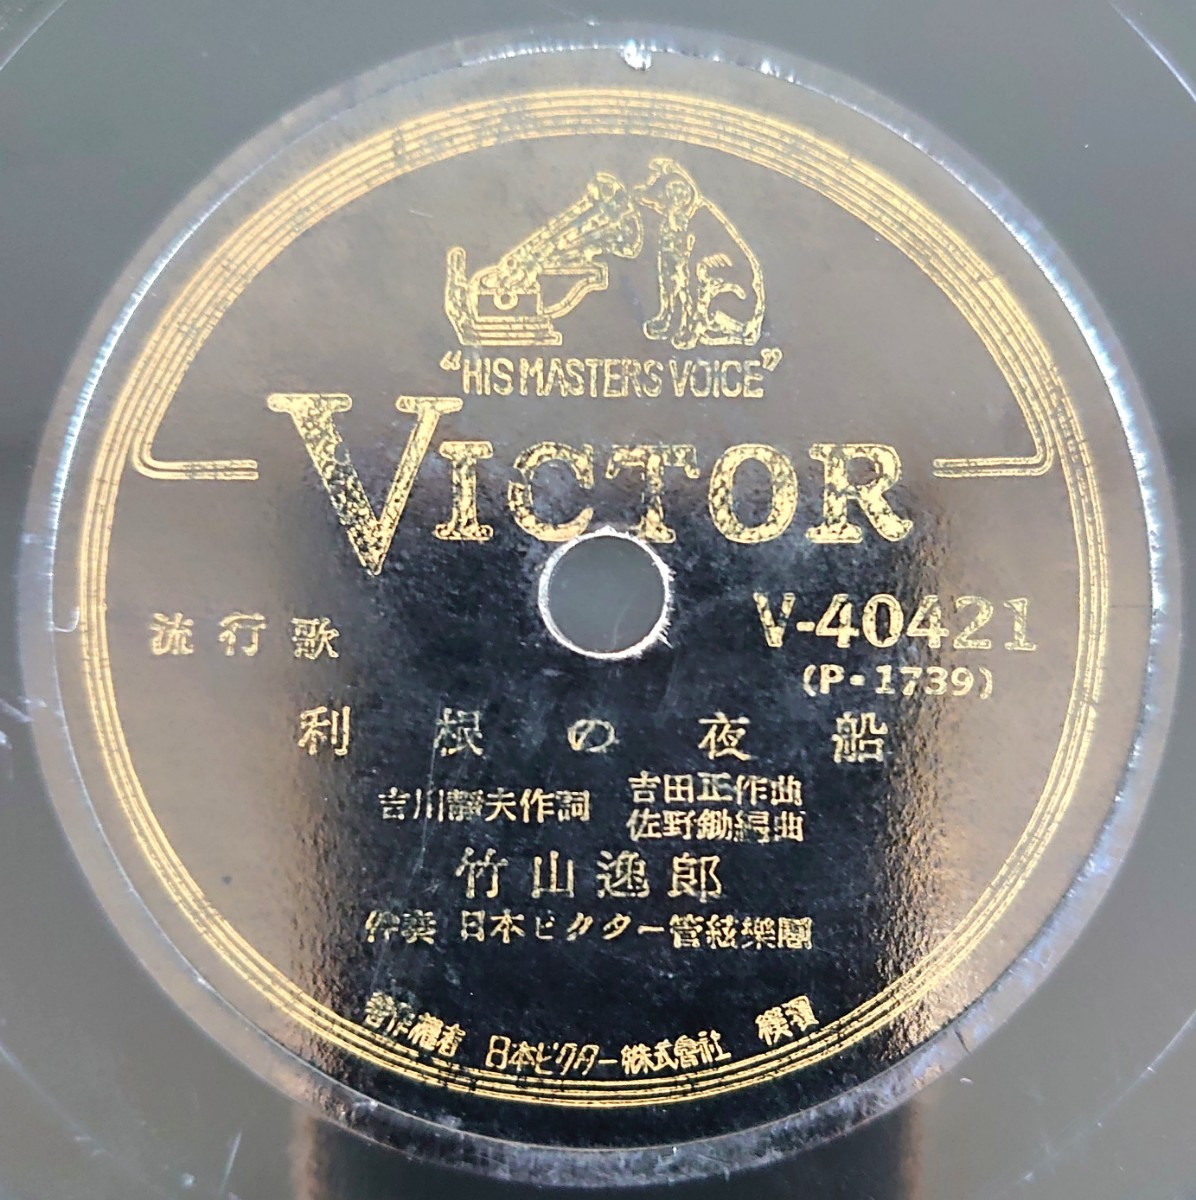 “HIS MASTERS VOICE”
VICTOR
流行歌
V-40421
(P-1739)
利根の夜船
吉川靜夫作詞
吉田正作曲
佐野鋤編曲
竹山逸郎
伴奏 日本ビクター管絃樂團
著作權者 日本ビクター株式會社